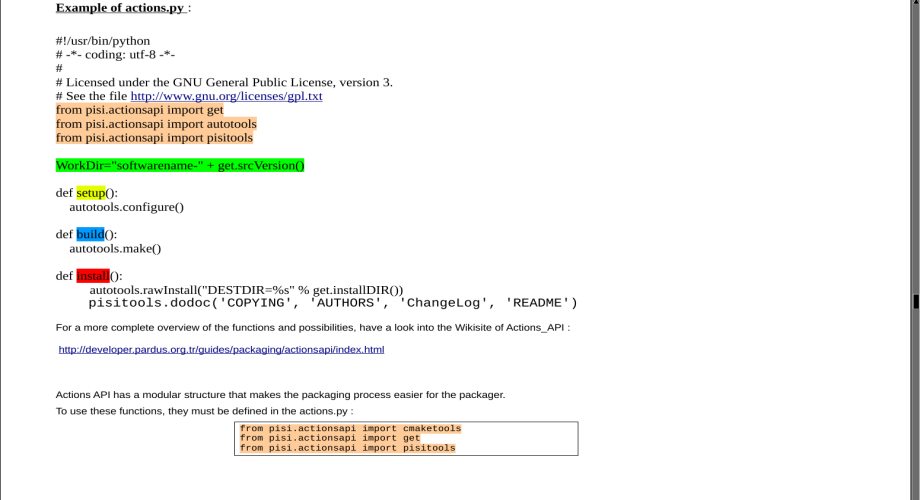 Example of actions.py :
#!/usr/bin/python
# -*- coding: utf-8 -*-
#
# Licensed under the GNU General Public License, version 3.
# See the file http://www.gnu.org/licenses/gpl.txt
from pisi.actionsapi import get
from pisi.actionsapi import autotools
from pisi.actionsapi import pisitools
WorkDir="softwarename-" + get.srcVersion()
def setup():
autotools.configure()
def build():
autotools.make()
def install():
autotools.rawInstall("DESTDIR=%s" % get.installDIR())
pisitools.dodoc('COPYING', 'AUTHORS', 'ChangeLog', 'README')
For a more complete overview of the functions and possibilities, have a look into the Wikisite of Actions_API :
http://developer.pardus.org.tr/guides/packaging/actionsapi/index.html
Actions API has a modular structure that makes the packaging process easier for the packager.
To use these functions, they must be defined in the actions.py :
from pisi.actionsapi import cmaketools
from pisi.actionsapi import get
from pisi.actionsapi import pisitools